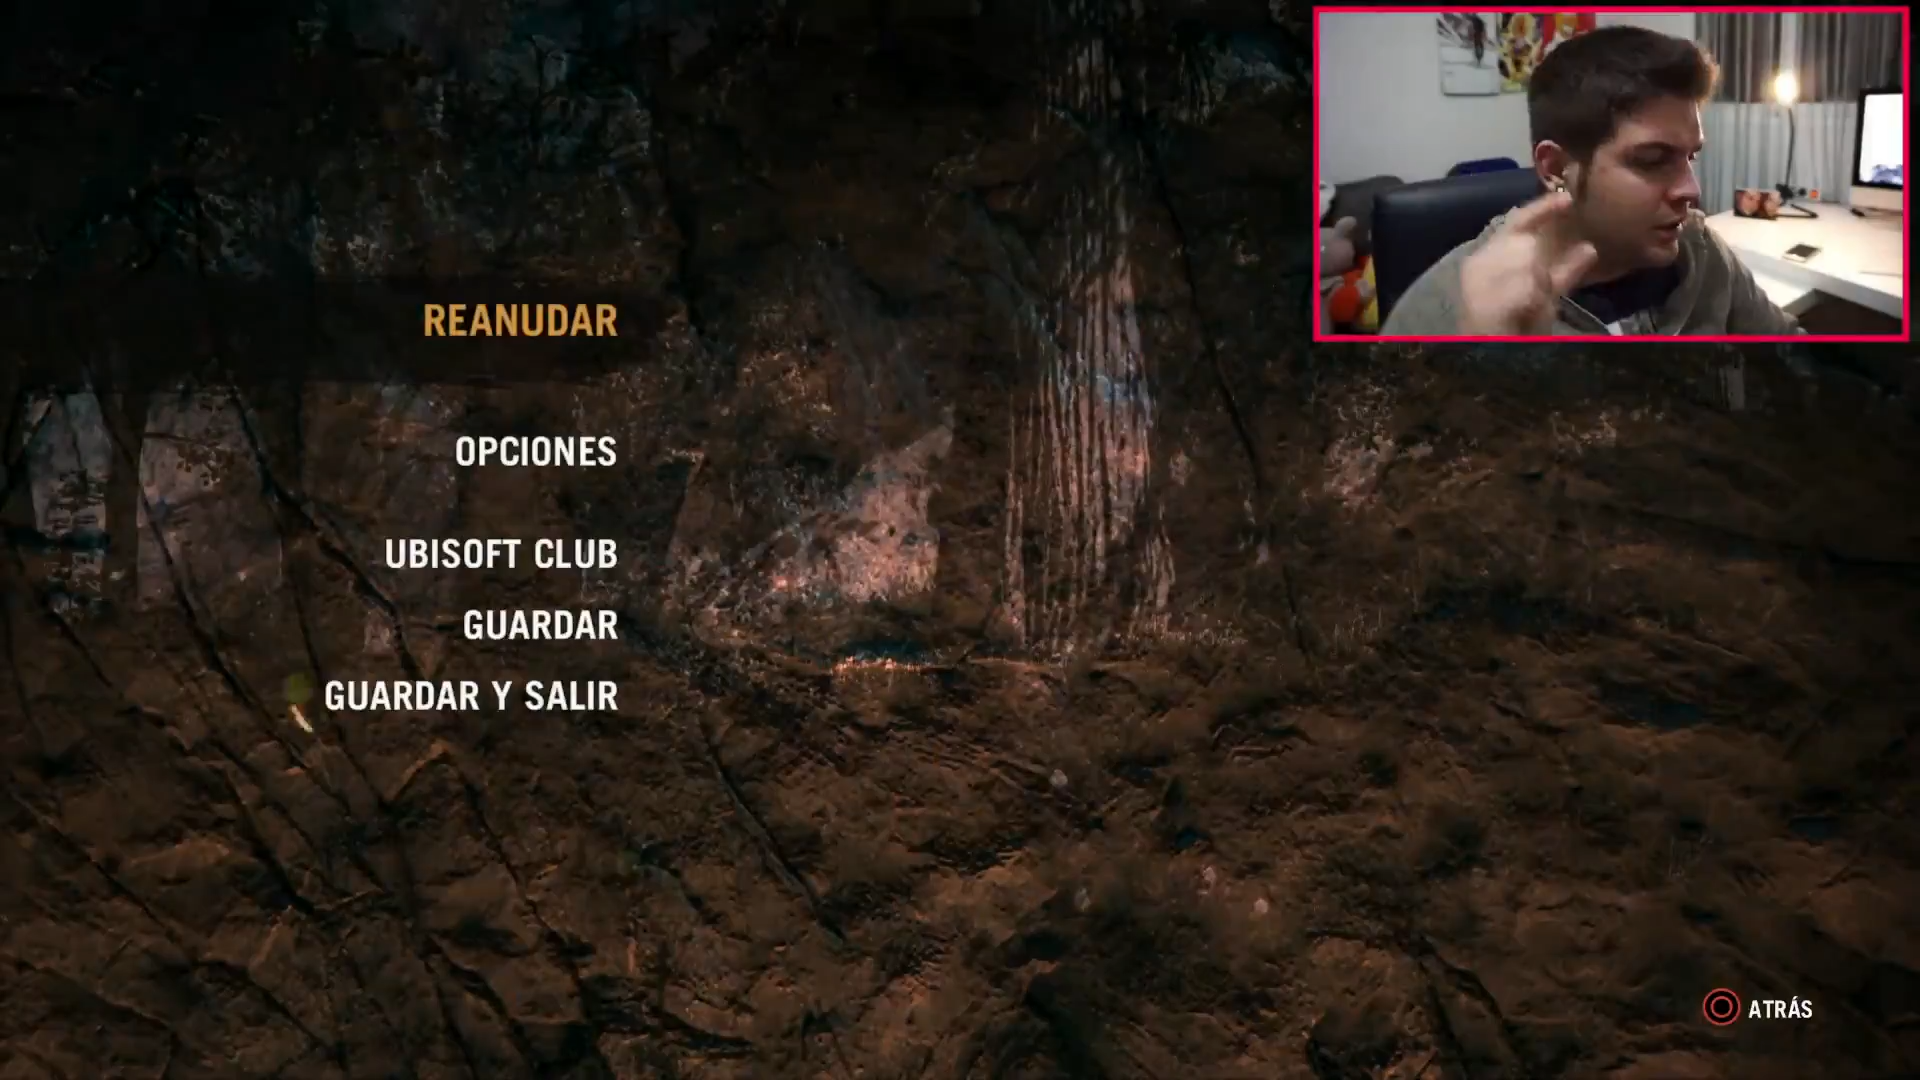 REANUDAR
OPCIONES
UBISOFT CLUB
GUARDAR
GUARDAR Y SALIR
ATRÁS